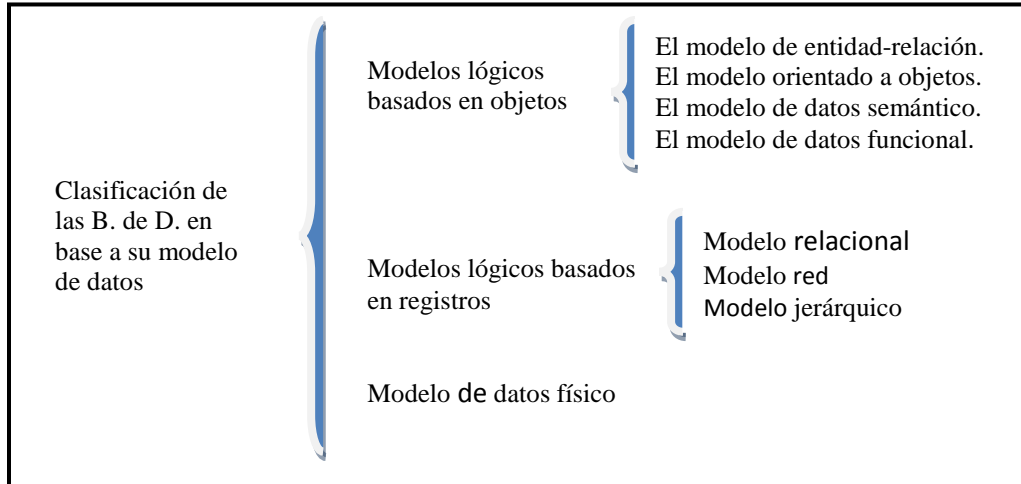 Clasificación de
las B. de D. en
base a su modelo
de datos
Modelos lógicos
basados en objetos
El modelo de entidad-relación.
El modelo orientado a objetos.
El modelo de datos semántico.
El modelo de datos funcional.
Modelos lógicos basados
en registros
Modelo relacional
Modelo red
Modelo jerárquico
Modelo de datos físico